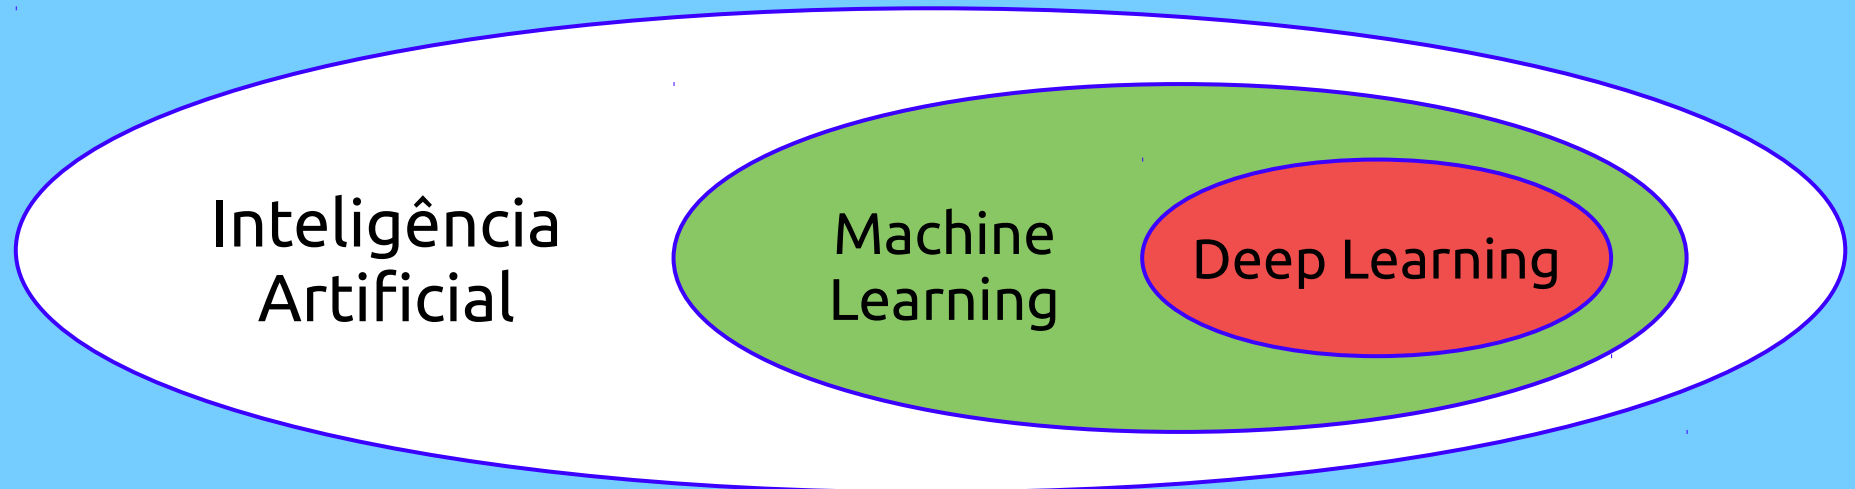 Inteligência
Artificial
Machine
Learning
Deep Learning